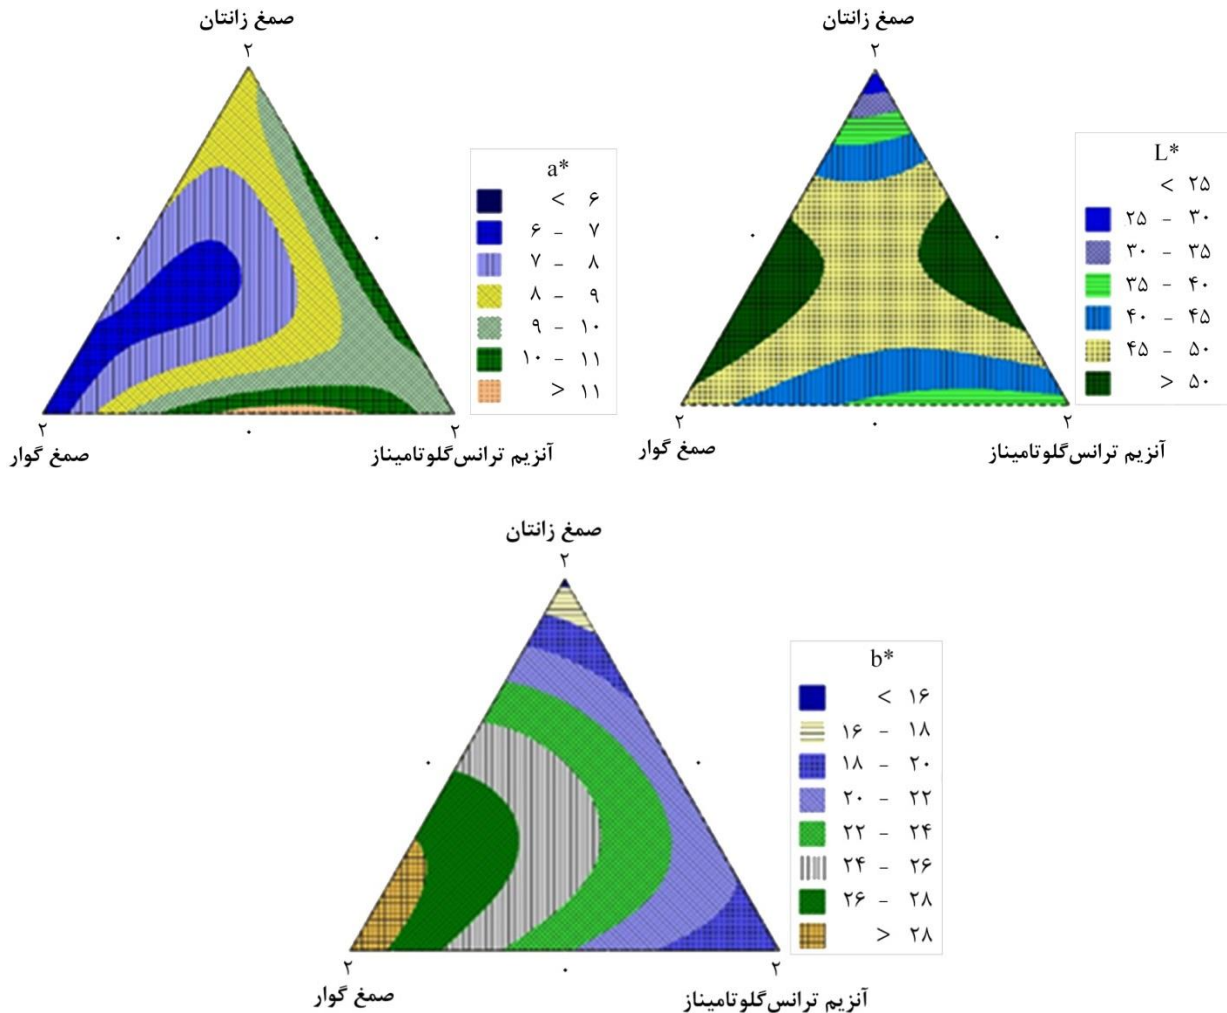 صمغ زانتان
۲
a*
< ۶
۶ - ۷
۷ - ۸
۸ - ۹
۹ - ۱۰
۱۰ - ۱۱
> ۱۱
۲
۰
۲
صمغ گوار
آنزیم ترانس‌گلوتامیناز
صمغ زانتان
۲
L*
< ۲۵
۲۵ - ۳۰
۳۰ - ۳۵
۳۵ - ۴۰
۴۰ - ۴۵
۴۵ - ۵۰
> ۵۰
۲
۰
۲
صمغ گوار
آنزیم ترانس‌گلوتامیناز
صمغ زانتان
۲
b*
< ۱۶
۱۶ - ۱۸
۱۸ - ۲۰
۲۰ - ۲۲
۲۲ - ۲۴
۲۴ - ۲۶
۲۶ - ۲۸
> ۲۸
۲
۰
۲
صمغ گوار
آنزیم ترانس‌گلوتامیناز